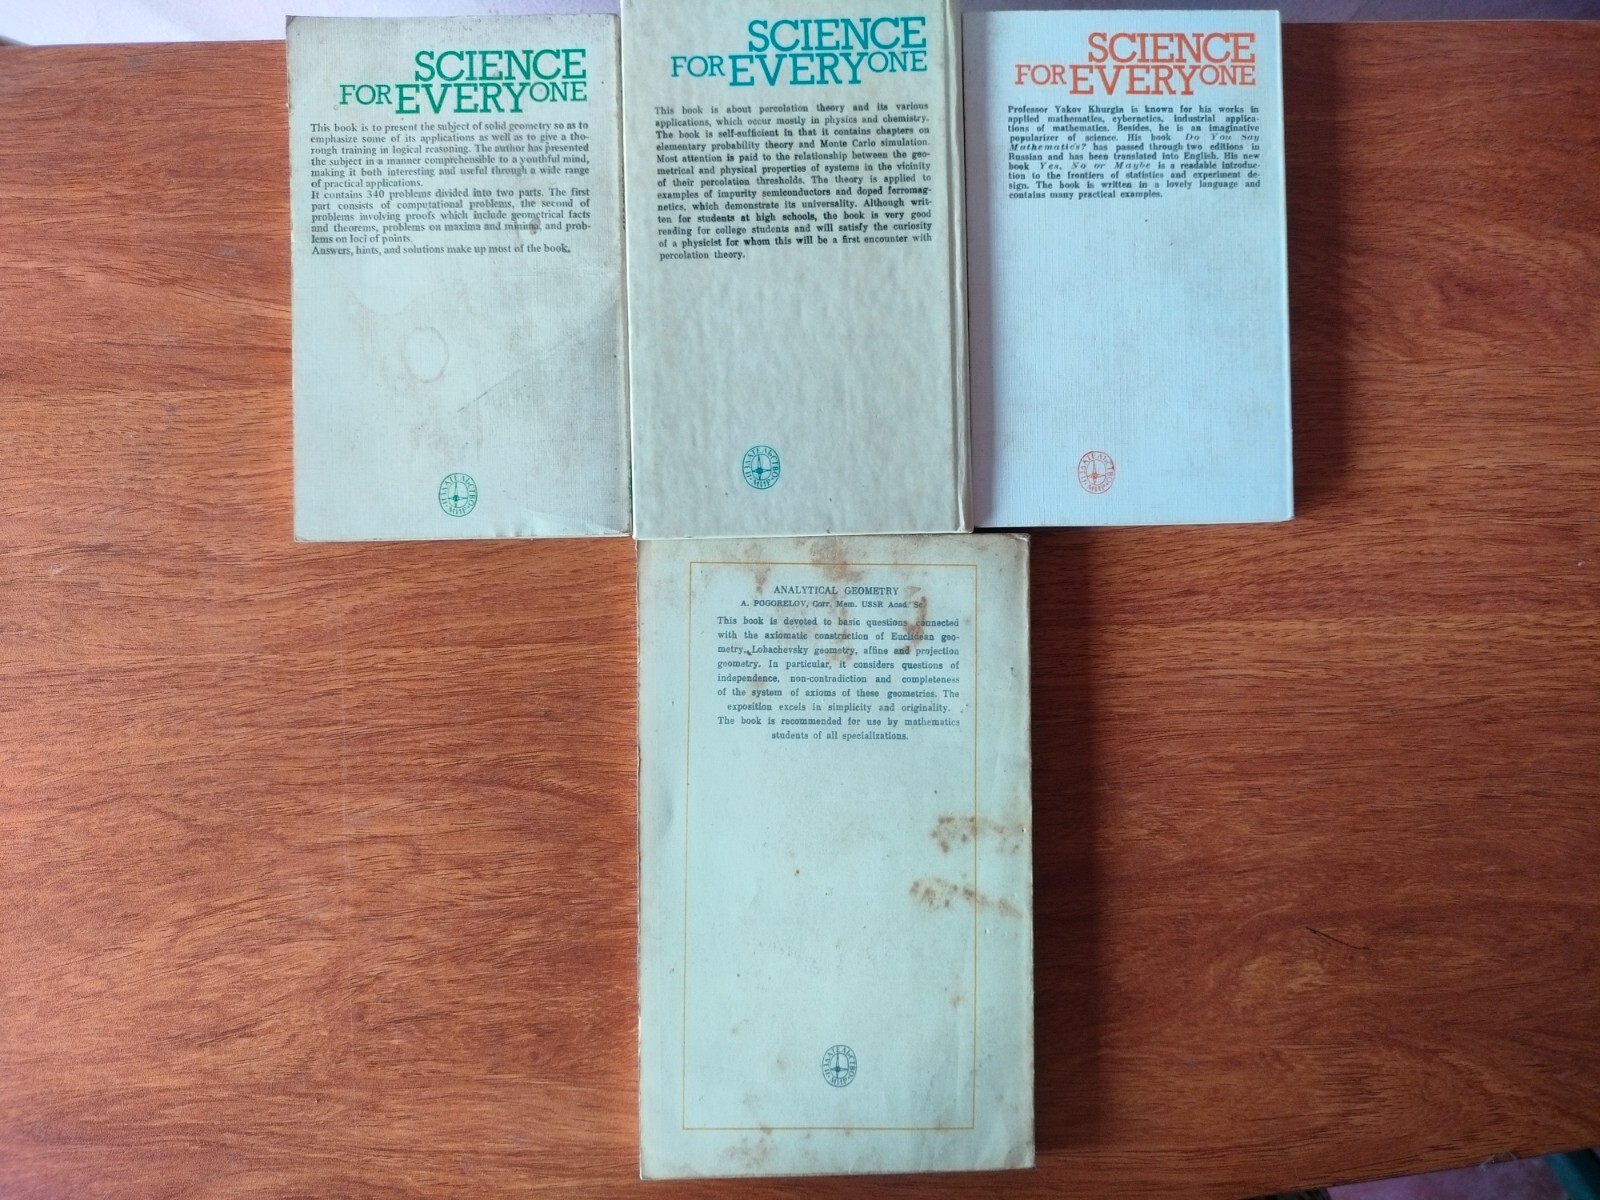 SCIENCE
FOR EVERYONE
This book is to present the subject of solid geometry so as to
emphasize some of its applications as well as to give a tho-
rough training in logical reasoning. The author has presented
the subject in a manner comprehensible to a youthful mind,
making it both interesting and useful through a wide range
of practical applications.
It contains 340 problems divided into two parts. The first
part consists of computational problems, the second of
problems involving proofs which include geometrical facts
and theorems, problems on maxima and minima, and prob-
lems on loci of points.
Answers, hints, and solutions make up most of the book.
ИЗДАТЕЛЬСТВО
МИР
SCIENCE
FOR EVERYONE
This book is about percolation theory and its various
applications, which occur mostly in physics and chemistry.
The book is self-sufficient in that it contains chapters on
elementary probability theory and Monte Carlo simulation.
Most attention is paid to the relationship between the geo-
metrical and physical properties of systems in the vicinity
of their percolation thresholds. The theory is applied to
examples of impurity semiconductors and doped ferromag-
netics, which demonstrate its universality. Although writ-
ten for students at high schools, the book is very good
reading for college students and will satisfy the curiosity
of a physicist for whom this will be a first encounter with
percolation theory.
ИЗДАТЕЛЬСТВО
МИР
SCIENCE
FOR EVERYONE
Professor Yakov Khurgin is known for his works in
applied mathematics, cybernetics, industrial applica-
tions of mathematics. Besides, he is an imaginative
popularizer of science. His book Do You Say
Mathematics? has passed through two editions in
Russian and has been translated into English. His new
book Yes, No or Maybe is a readable introduc-
tion to the frontiers of statistics and experiment de-
sign. The book is written in a lovely language and
contains many practical examples.
ИЗДАТЕЛЬСТВО
МИР
ANALYTICAL GEOMETRY
A. POGORELOV, Corr. Mem. USSR Acad. Sc.
This book is devoted to basic questions connected
with the axiomatic construction of Euclidean geo-
metry, Lobachevsky geometry, affine and projection
geometry. In particular, it considers questions of
independence, non-contradiction and completeness
of the system of axioms of these geometries. The
exposition excels in simplicity and originality.
The book is recommended for use by mathematics
students of all specializations.
ИЗДАТЕЛЬСТВО
МИР